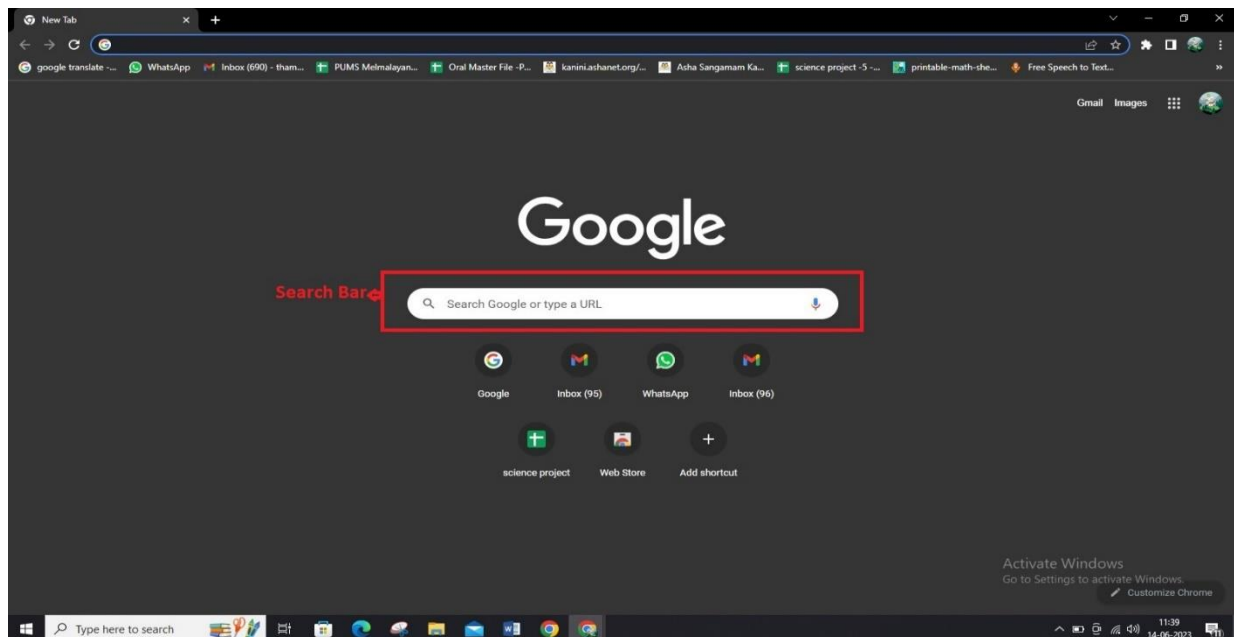 New Tab
google translate -...
WhatsApp
Inbox (690) - tham...
PUMS Melmalayan...
Oral Master File -P...
kanini.ashanet.org/...
Asha Sangamam Ka...
science project -5 -...
printable-math-she...
Free Speech to Text...
Gmail Images
Google
Search Bar
Search Google or type a URL
Google
Inbox (95)
WhatsApp
Inbox (96)
science project
Web Store
Add shortcut
Activate Windows
Go to Settings to activate Windows.
Customize Chrome
Type here to search
11:39
14-06-2023